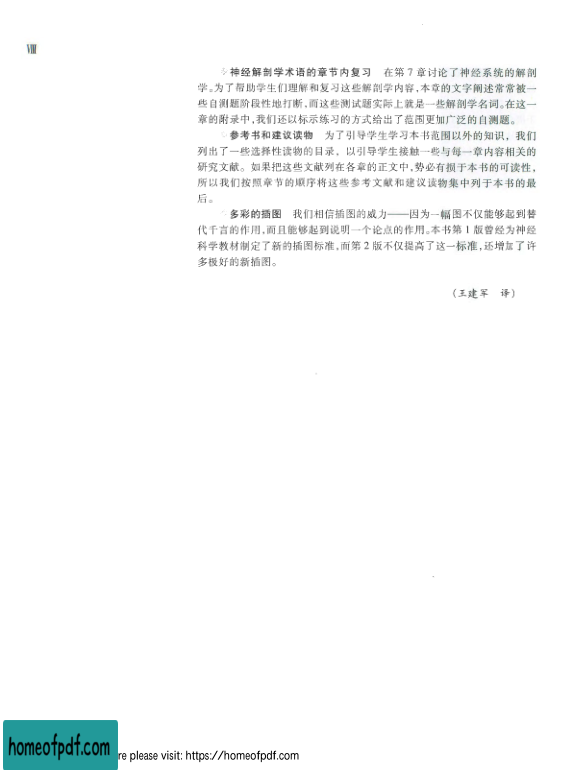 Ⅷ
神经解剖学术语的章节内复习 在第7章讨论了神经系统的解剖
学。为了帮助学生们理解和复习这些解剖学内容,本章的文字阐述常常被一
些自测题阶段性地打断,而这些测试题实际上就是一些解剖学名词。在这一
章的附录中,我们还以标示练习的方式给出了范围更加广泛的自测题。
参考书和建议读物 为了引导学生学习本书范围以外的知识,我们
列出了一些选择性读物的目录,以引导学生接触一些与每一章内容相关的
研究文献。如果把这些文献列在各章的正文中,势必有损于本书的可读性,
所以我们按照章节的顺序将这些参考文献和建议读物集中列于本书的最
后。
多彩的插图 我们相信插图的威力——因为一幅图不仅能够起到替
代千言的作用,而且能够起到说明一个论点的作用。本书第1版曾经为神经
科学教材制定了新的插图标准,而第2版不仅提高了这一标准,还增加了许
多极好的新插图。
(王建军 译)
homeofpdf.com
re please visit: https://homeofpdf.com